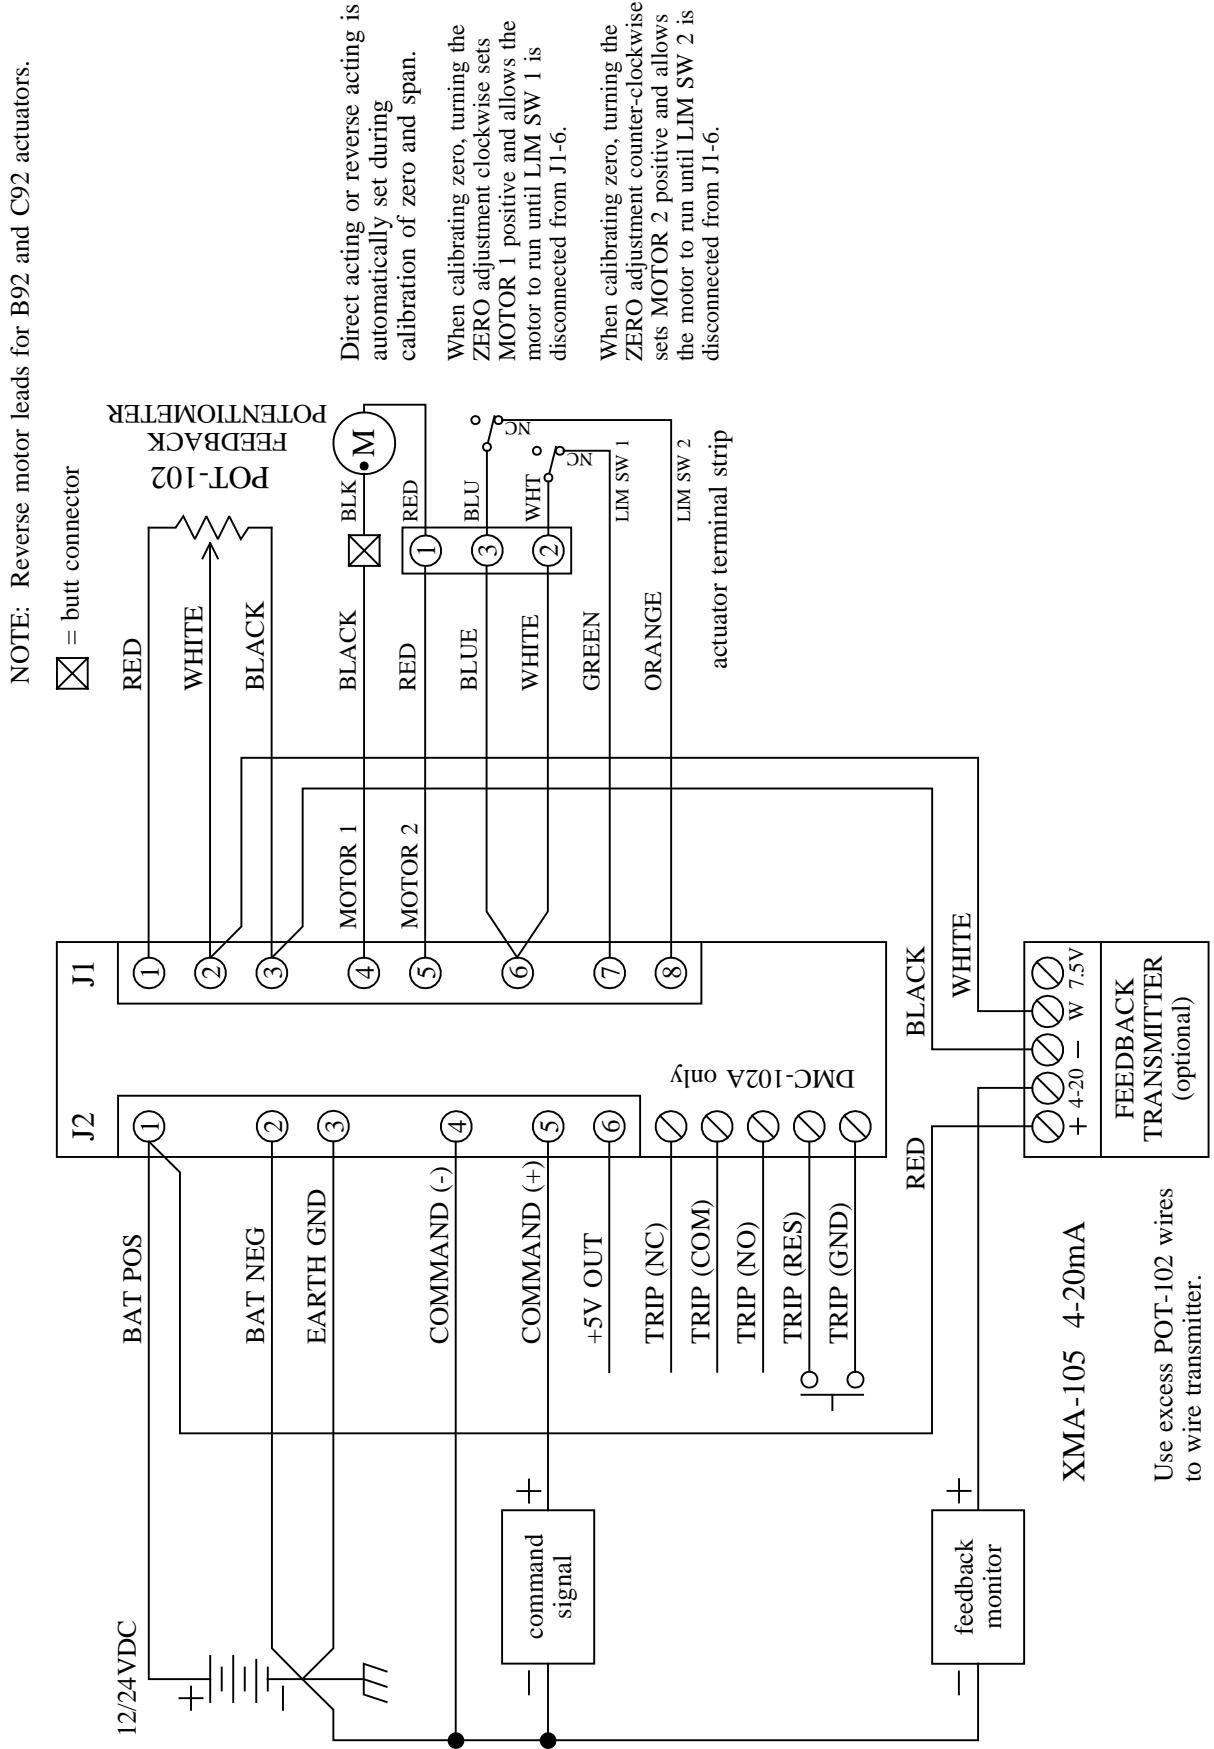 NOTE: Reverse motor leads for B92 and C92 actuators.
= butt connector
RED
WHITE
BLACK
POT-102
FEEDBACK
POTENTIOMETER
Direct acting or reverse acting is
automatically set during
calibration of zero and span.
When calibrating zero, turning the
ZERO adjustment clockwise sets
MOTOR 1 positive and allows the
motor to run until LIM SW 1 is
disconnected from J1-6.
When calibrating zero, turning the
ZERO adjustment counter-clockwise
sets MOTOR 2 positive and allows
the motor to run until LIM SW 2 is
disconnected from J1-6.
BLACK
BLK
M
RED
RED
1
BLUE
BLU
3
NC
WHITE
WHT
2
NC
GREEN
LIM SW 1
ORANGE
LIM SW 2
actuator terminal strip
MOTOR 1
MOTOR 2
J1
1
2
3
4
5
6
7
8
J2
1
2
3
4
5
6
DMC-102A only
12/24VDC
+
−
BAT POS
BAT NEG
EARTH GND
COMMAND (-)
COMMAND (+)
+5V OUT
TRIP (NC)
TRIP (COM)
TRIP (NO)
TRIP (RES)
TRIP (GND)
−
command
signal
+
−
feedback
monitor
+
RED
BLACK
WHITE
+ 4-20 − W 7.5V
FEEDBACK
TRANSMITTER
(optional)
XMA-105 4-20mA
Use excess POT-102 wires
to wire transmitter.